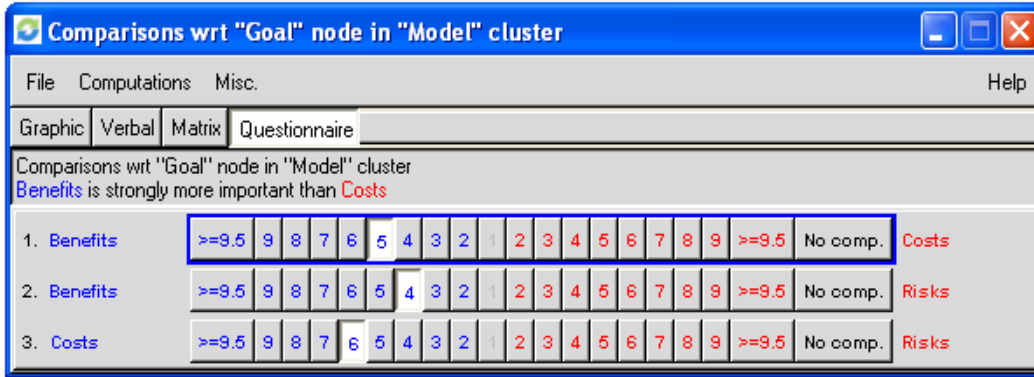 Comparisons wrt "Goal" node in "Model" cluster
File Computations Misc. Help
Graphic Verbal Matrix Questionnaire
Comparisons wrt "Goal" node in "Model" cluster
Benefits is strongly more important than Costs
1. Benefits >=9.5 9 8 7 6 5 4 3 2 1 2 3 4 5 6 7 8 9 >=9.5 No comp. Costs
2. Benefits >=9.5 9 8 7 6 5 4 3 2 1 2 3 4 5 6 7 8 9 >=9.5 No comp. Risks
3. Costs >=9.5 9 8 7 6 5 4 3 2 1 2 3 4 5 6 7 8 9 >=9.5 No comp. Risks